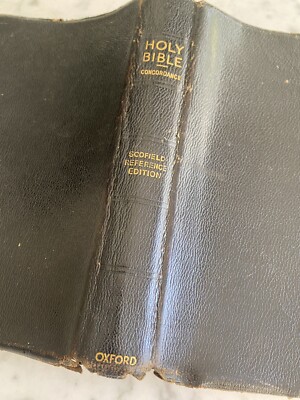 HOLY
BIBLE
CONCORDANCE
SCOFIELD
REFERENCE
EDITION
OXFORD